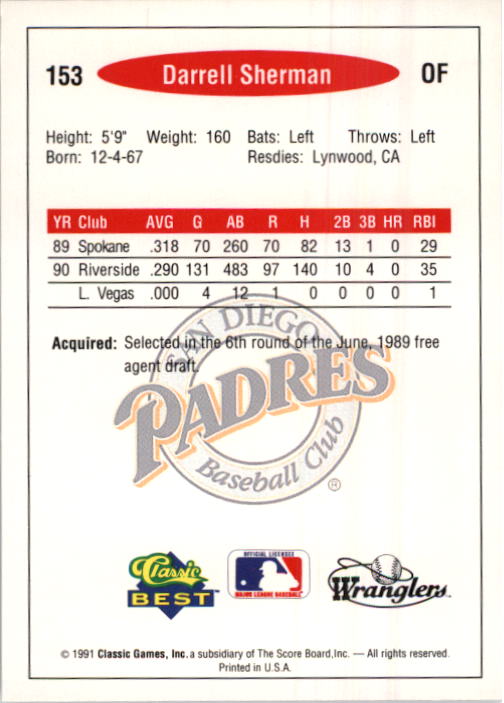 153 Darrell Sherman OF
Height: 5'9" Weight: 160 Bats: Left Throws: Left
Born: 12-4-67 Resdies: Lynwood, CA
YR Club AVG G AB R H 2B 3B HR RBI
89 Spokane .318 70 260 70 82 13 1 0 29
90 Riverside .290 131 483 97 140 10 4 0 35
L. Vegas .000 4 12 1 0 0 0 0 1
Acquired: Selected in the 6th round of the June, 1989 free
agent draft.
SAN DIEGO
PADRES
Baseball Club
®
Classic
BEST
OFFICIAL LICENSEE
MAJOR LEAGUE BASEBALL
Wranglers
© 1991 Classic Games, Inc. a subsidiary of The Score Board,Inc. — All rights reserved.
Printed in U.S.A.